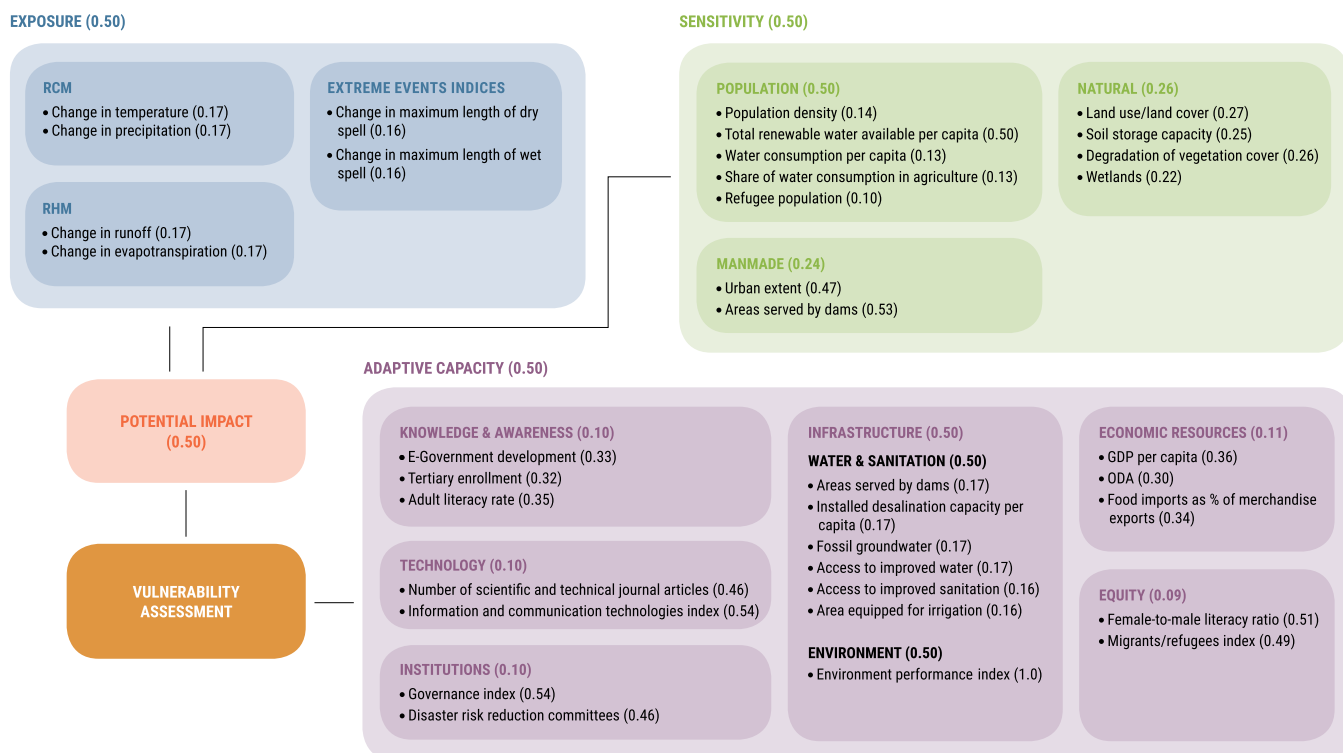 EXPOSURE (0.50)
RCM
• Change in temperature (0.17)
• Change in precipitation (0.17)
EXTREME EVENTS INDICES
• Change in maximum length of dry
spell (0.16)
• Change in maximum length of wet
spell (0.16)
RHM
• Change in runoff (0.17)
• Change in evapotranspiration (0.17)
SENSITIVITY (0.50)
POPULATION (0.50)
• Population density (0.14)
• Total renewable water available per capita (0.50)
• Water consumption per capita (0.13)
• Share of water consumption in agriculture (0.13)
• Refugee population (0.10)
NATURAL (0.26)
• Land use/land cover (0.27)
• Soil storage capacity (0.25)
• Degradation of vegetation cover (0.26)
• Wetlands (0.22)
MANMADE (0.24)
• Urban extent (0.47)
• Areas served by dams (0.53)
POTENTIAL IMPACT
(0.50)
VULNERABILITY
ASSESSMENT
ADAPTIVE CAPACITY (0.50)
KNOWLEDGE & AWARENESS (0.10)
• E-Government development (0.33)
• Tertiary enrollment (0.32)
• Adult literacy rate (0.35)
TECHNOLOGY (0.10)
• Number of scientific and technical journal articles (0.46)
• Information and communication technologies index (0.54)
INSTITUTIONS (0.10)
• Governance index (0.54)
• Disaster risk reduction committees (0.46)
INFRASTRUCTURE (0.50)
WATER & SANITATION (0.50)
• Areas served by dams (0.17)
• Installed desalination capacity per
capita (0.17)
• Fossil groundwater (0.17)
• Access to improved water (0.17)
• Access to improved sanitation (0.16)
• Area equipped for irrigation (0.16)
ENVIRONMENT (0.50)
• Environment performance index (1.0)
ECONOMIC RESOURCES (0.11)
• GDP per capita (0.36)
• ODA (0.30)
• Food imports as % of merchandise
exports (0.34)
EQUITY (0.09)
• Female-to-male literacy ratio (0.51)
• Migrants/refugees index (0.49)